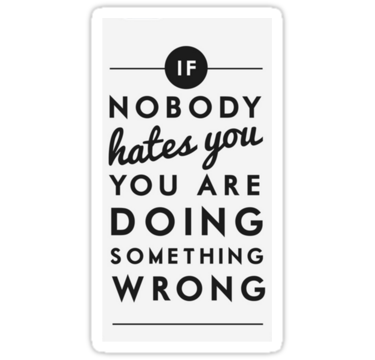 IF
NOBODY
hates you
YOU ARE
DOING
SOMETHING
WRONG